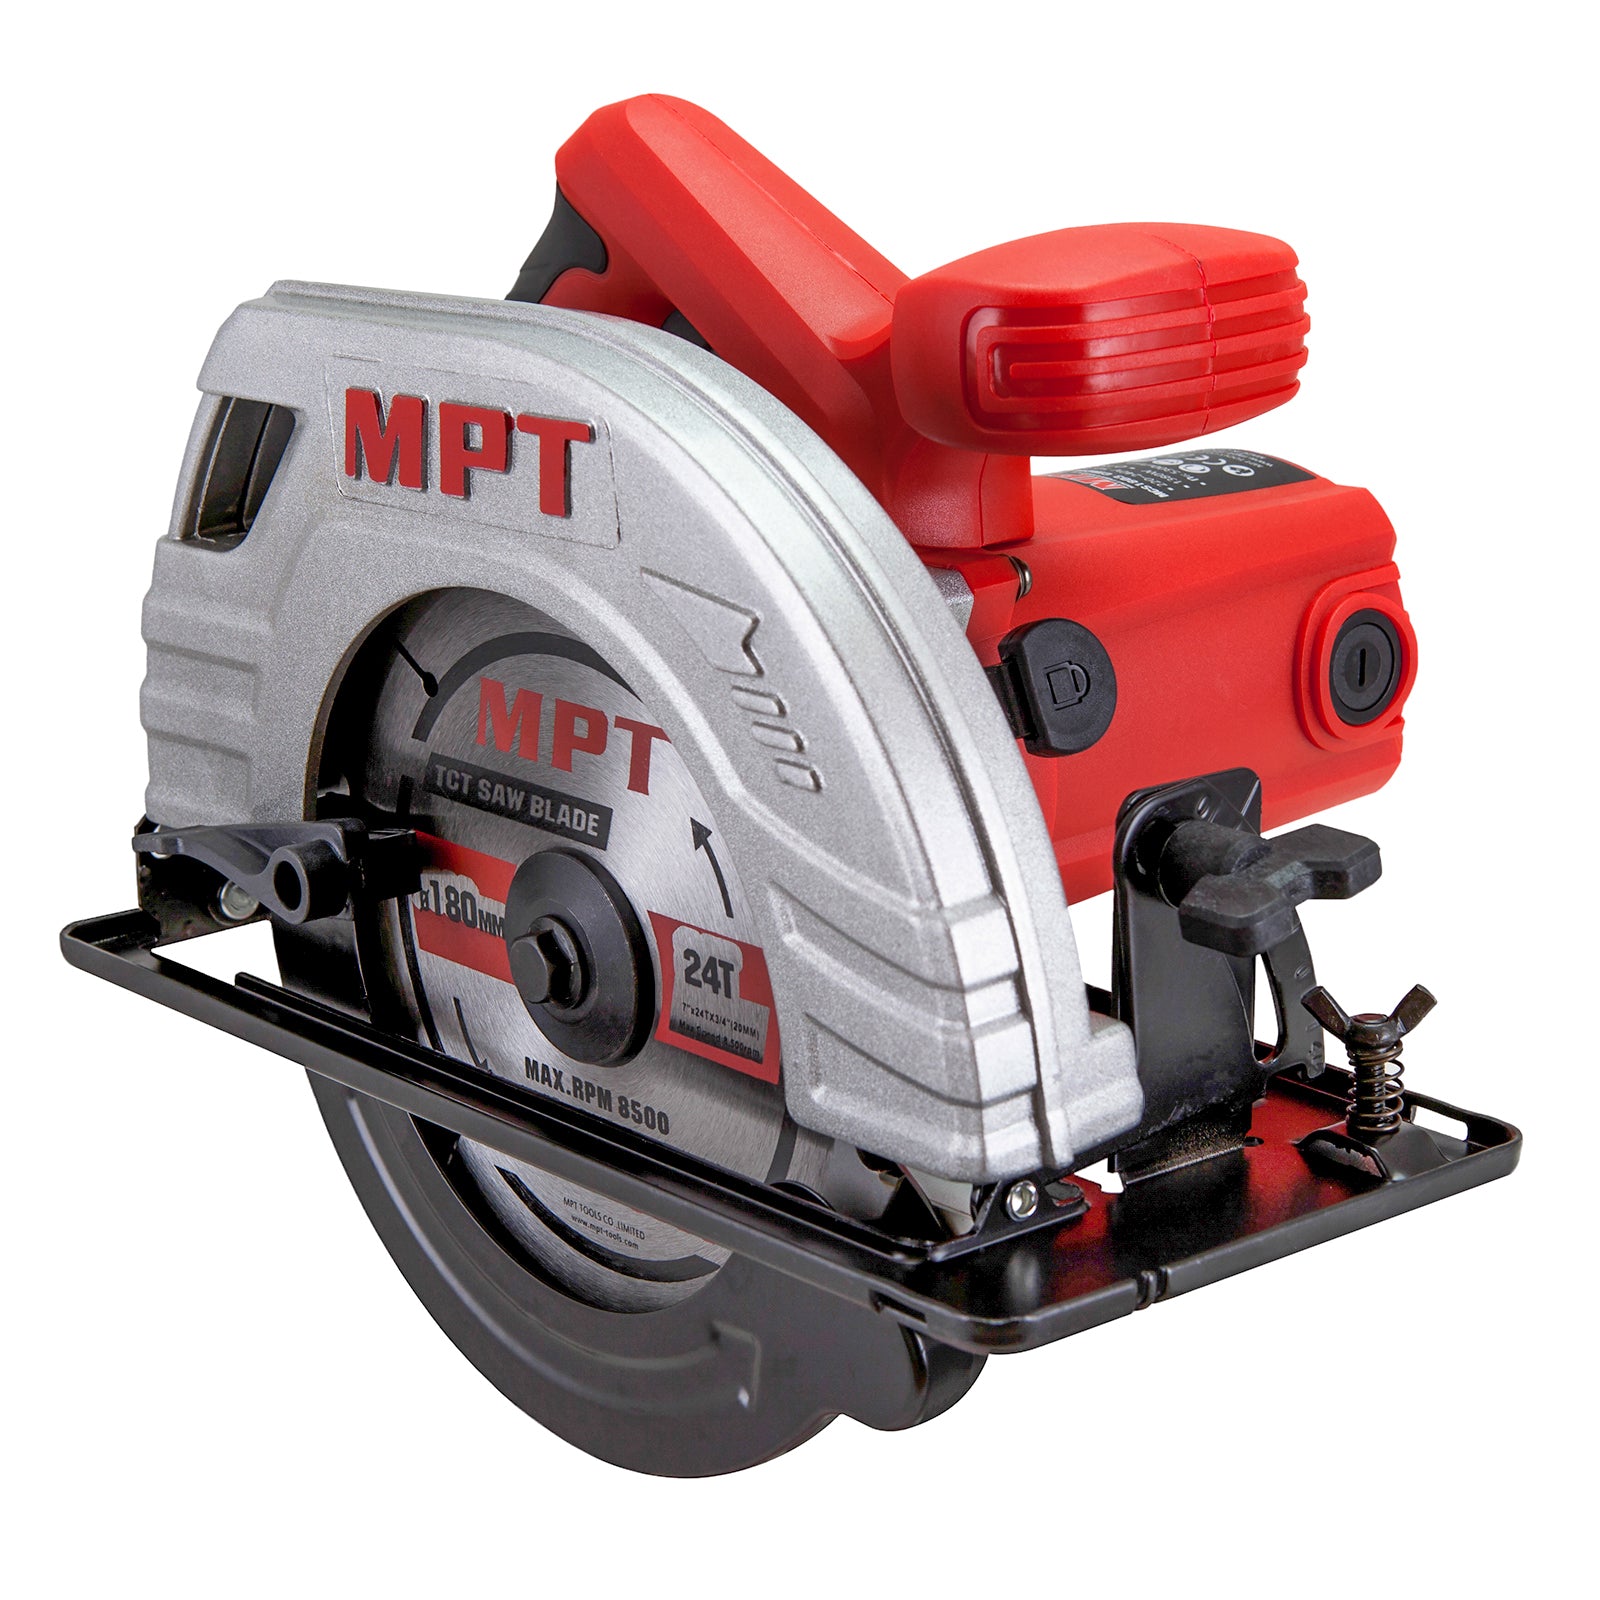 MPT
MPT
TCT SAW BLADE
ø180MM
24T
7"x24TX3/4"(20MM)
Max Speed 8,500rpm
MAX.RPM 8500
MPT TOOLS CO .,LIMITED
www.mpt-tools.com